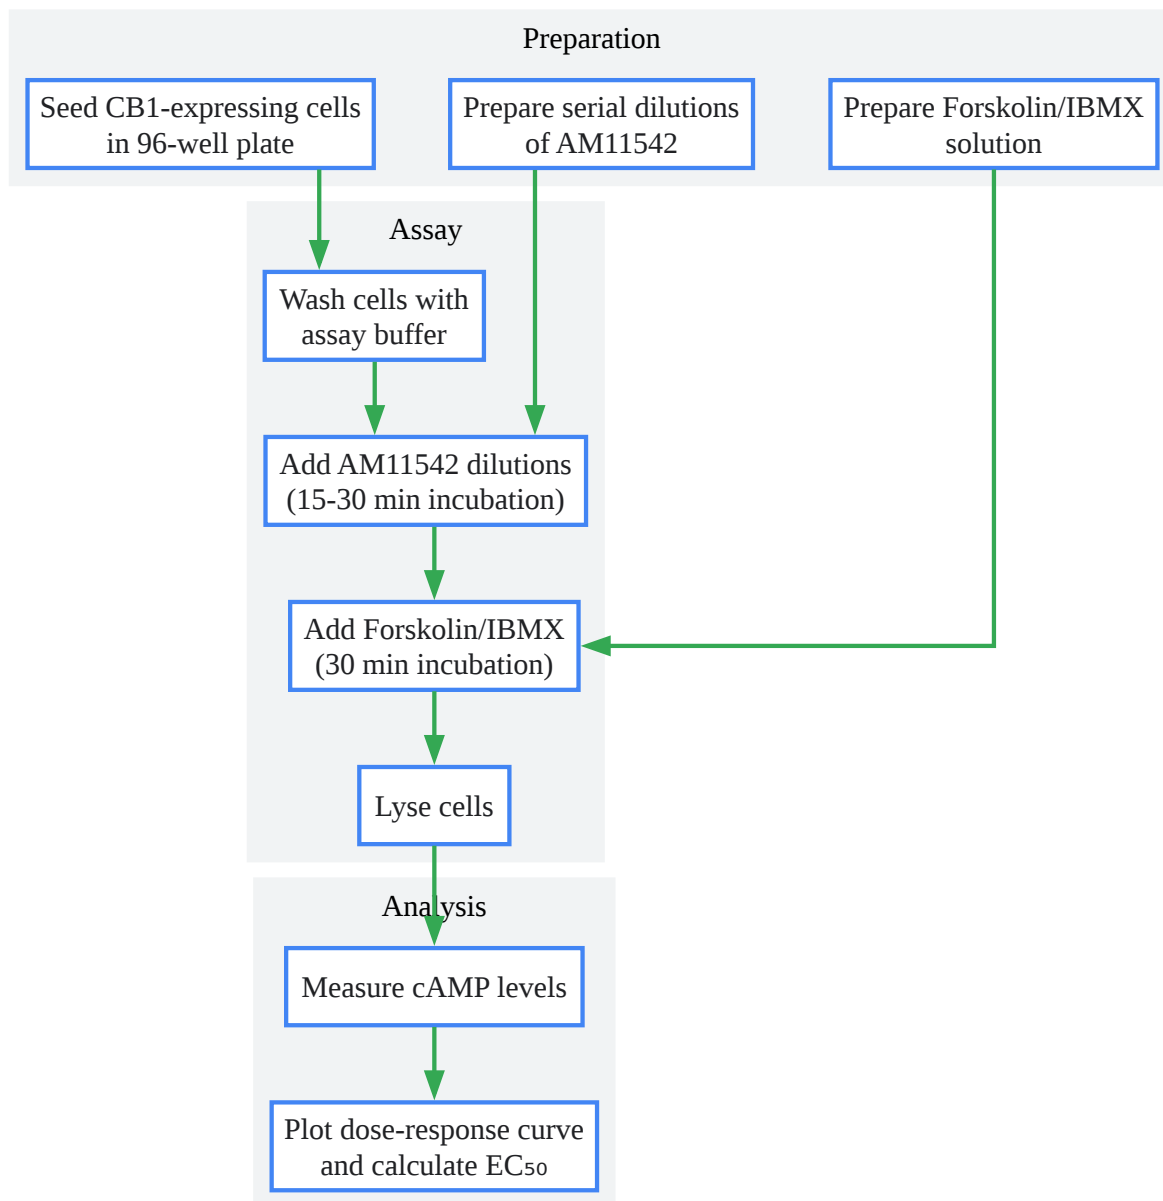 Preparation
Seed CB1-expressing cells
in 96-well plate
Prepare serial dilutions
of AM11542
Prepare Forskolin/IBMX
solution
Assay
Wash cells with
assay buffer
Add AM11542 dilutions
(15-30 min incubation)
Add Forskolin/IBMX
(30 min incubation)
Lyse cells
Analysis
Measure cAMP levels
Plot dose-response curve
and calculate EC₅₀